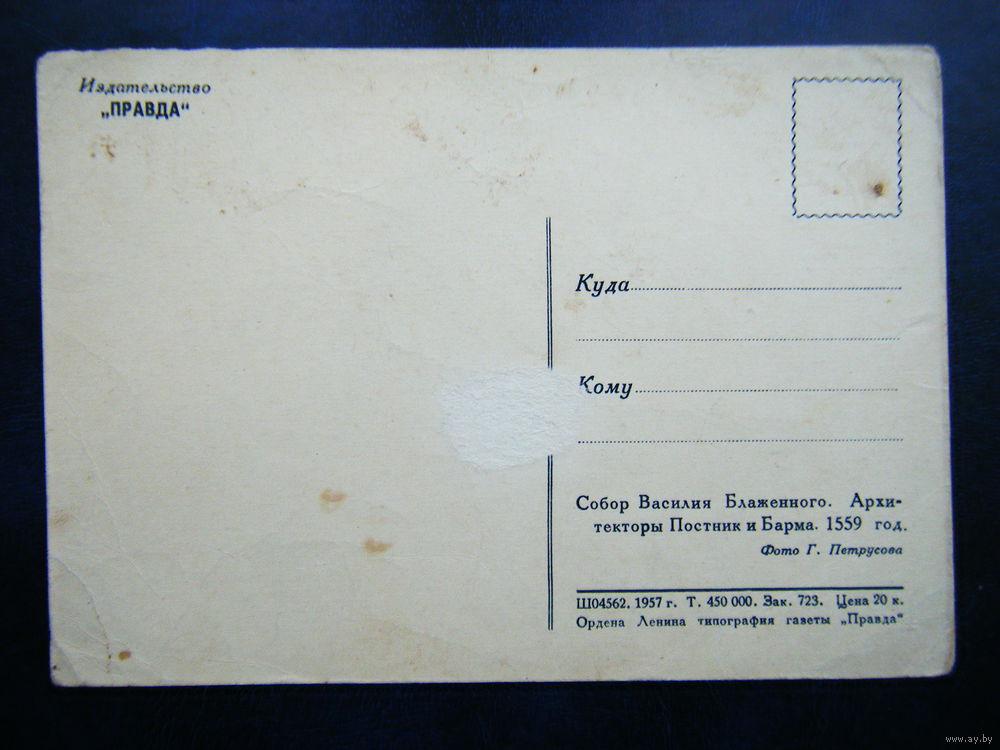 Издательство
„ПРАВДА“
Куда
Кому
Собор Василия Блаженного. Архи-
текторы Постник и Барма. 1559 год.
Фото Г. Петрусова
Ш04562. 1957 г. Т. 450 000. Зак. 723. Цена 20 к.
Ордена Ленина типография газеты „Правда“
www.ay.by